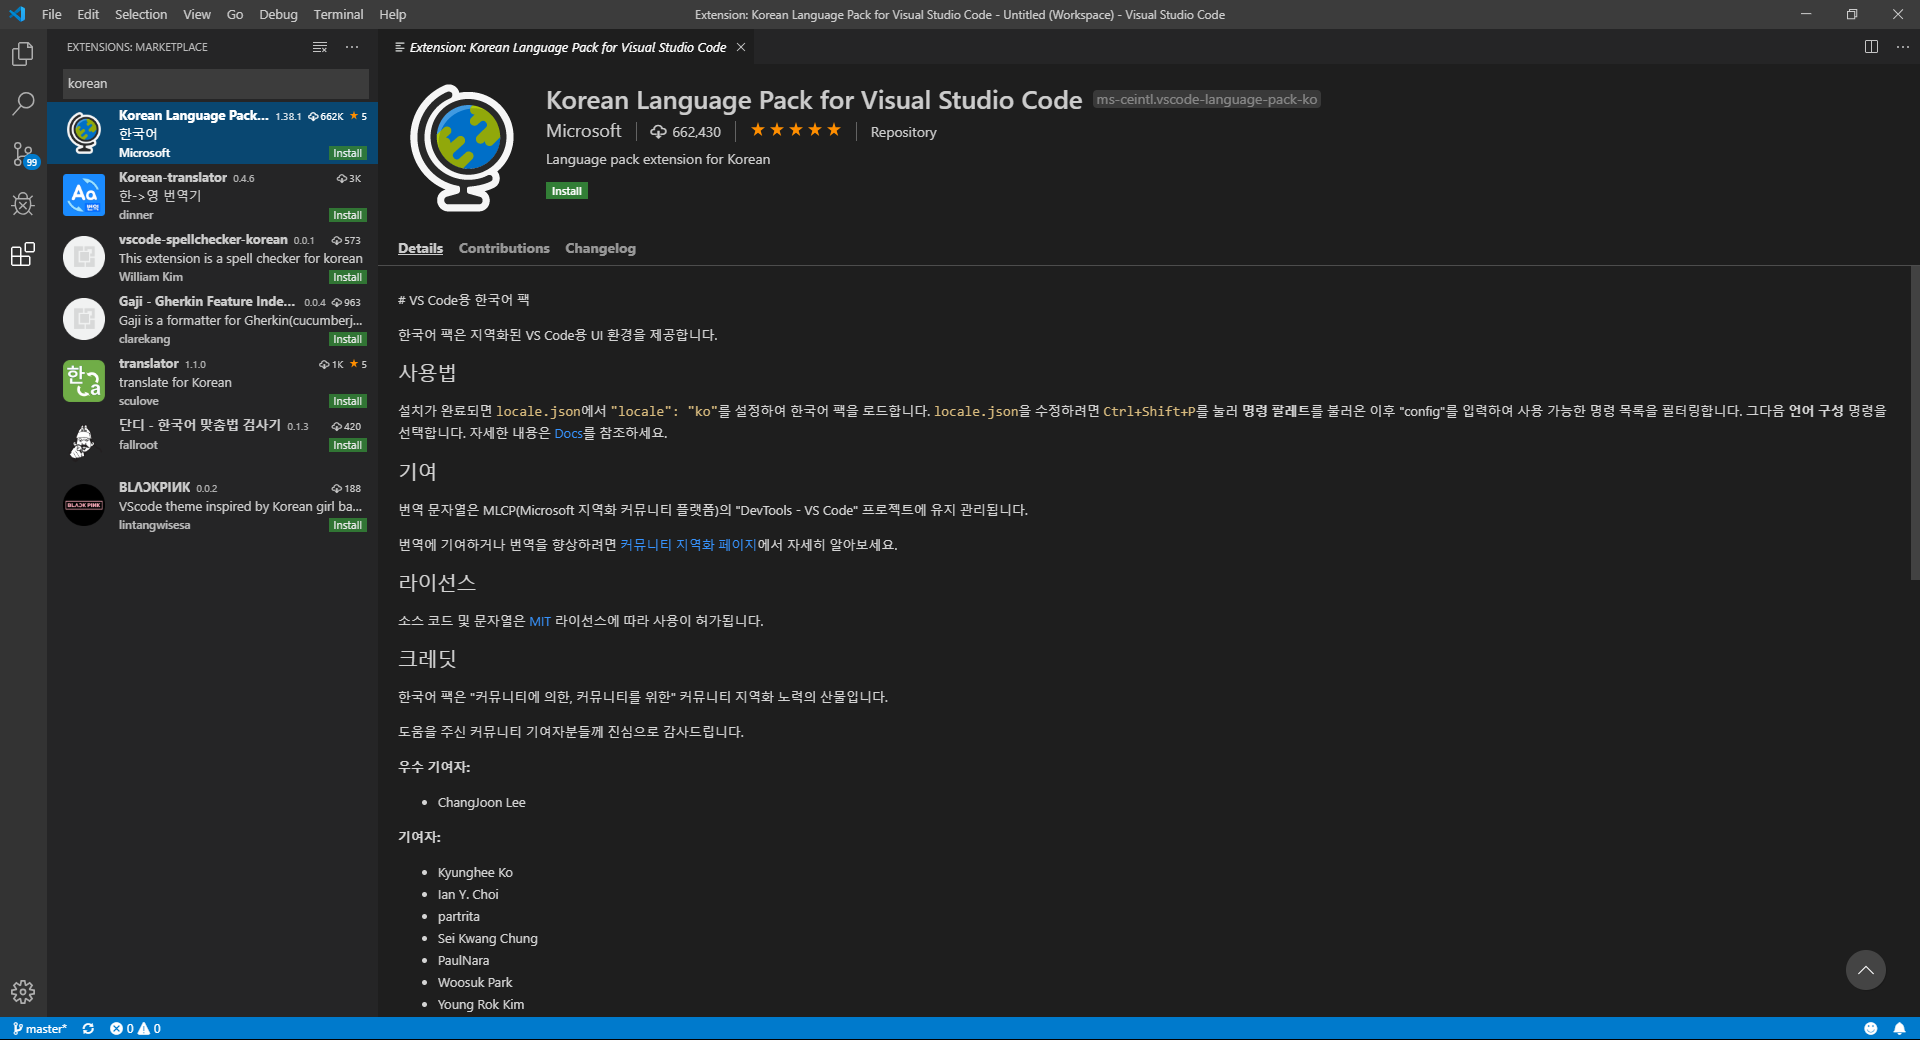 File Edit Selection View Go Debug Terminal Help
Extension: Korean Language Pack for Visual Studio Code - Untitled (Workspace) - Visual Studio Code
EXTENSIONS: MARKETPLACE
korean
Korean Language Pack... 1.38.1 662K 5
한국어
Microsoft Install
Aa
번역
Korean-translator 0.4.6 3K
한->영 번역기
dinner Install
vscode-spellchecker-korean 0.0.1 573
This extension is a spell checker for korean
William Kim Install
Gaji - Gherkin Feature Inde... 0.0.4 963
Gaji is a formatter for Gherkin(cucumberj...
clarekang Install
한
a
translator 1.1.0 1K 5
translate for Korean
sculove Install
단디 - 한국어 맞춤법 검사기 0.1.3 420
fallroot Install
BLACK PINK
BLɅƆKPIИK 0.0.2 188
VScode theme inspired by Korean girl ba...
lintangwisesa Install
99
Extension: Korean Language Pack for Visual Studio Code
Korean Language Pack for Visual Studio Code ms-ceintl.vscode-language-pack-ko
Microsoft 662,430 Repository
Language pack extension for Korean
Install
Details Contributions Changelog
# VS Code용 한국어 팩
한국어 팩은 지역화된 VS Code용 UI 환경을 제공합니다.
사용법
설치가 완료되면 locale.json에서 "locale": "ko"를 설정하여 한국어 팩을 로드합니다. locale.json을 수정하려면 Ctrl+Shift+P를 눌러 명령 팔레트를 불러온 이후 "config"를 입력하여 사용 가능한 명령 목록을 필터링합니다. 그다음 언어 구성 명령을
선택합니다. 자세한 내용은 Docs를 참조하세요.
기여
번역 문자열은 MLCP(Microsoft 지역화 커뮤니티 플랫폼)의 "DevTools - VS Code" 프로젝트에 유지 관리됩니다.
번역에 기여하거나 번역을 향상하려면 커뮤니티 지역화 페이지에서 자세히 알아보세요.
라이선스
소스 코드 및 문자열은 MIT 라이선스에 따라 사용이 허가됩니다.
크레딧
한국어 팩은 "커뮤니티에 의한, 커뮤니티를 위한" 커뮤니티 지역화 노력의 산물입니다.
도움을 주신 커뮤니티 기여자분들께 진심으로 감사드립니다.
우수 기여자:
ChangJoon Lee
기여자:
Kyunghee Ko
Ian Y. Choi
partrita
Sei Kwang Chung
PaulNara
Woosuk Park
Young Rok Kim
master* 0 0